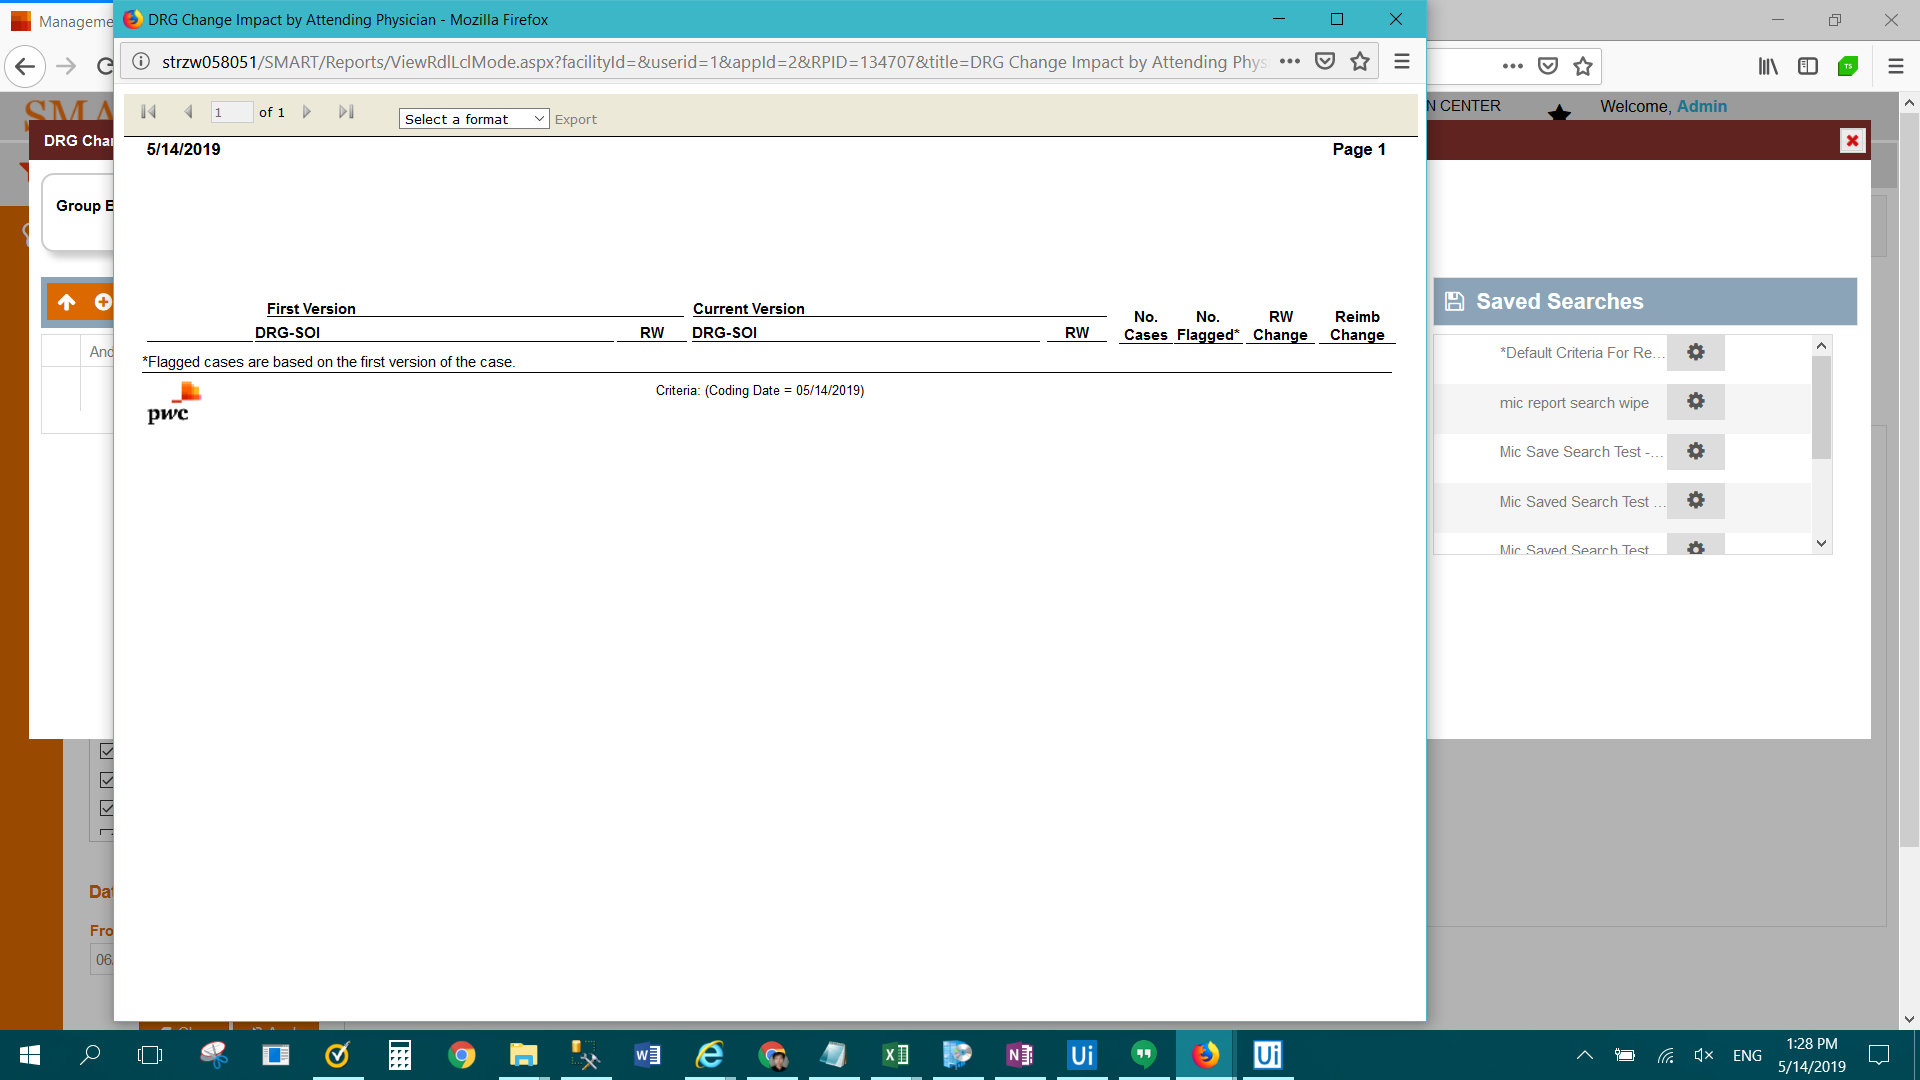 Manageme
DRG Change Impact by Attending Physician - Mozilla Firefox
strzw058051/SMART/Reports/ViewRdlLclMode.aspx?facilityId=&userid=1&appId=2&RPID=134707&title=DRG Change Impact by Attending Phys
SMA
N CENTER
Welcome, Admin
1 of 1
Select a format
Export
DRG Chan
5/14/2019
Page 1
Group E
First Version
Current Version
DRG-SOI
RW
DRG-SOI
RW
No. Cases
No. Flagged*
RW Change
Reimb Change
*Flagged cases are based on the first version of the case.
pwc
Criteria: (Coding Date = 05/14/2019)
And
Saved Searches
*Default Criteria For Re...
mic report search wipe
Mic Save Search Test -...
Mic Saved Search Test ...
Mic Saved Search Test
Dat
Fro
06
ENG
1:28 PM
5/14/2019